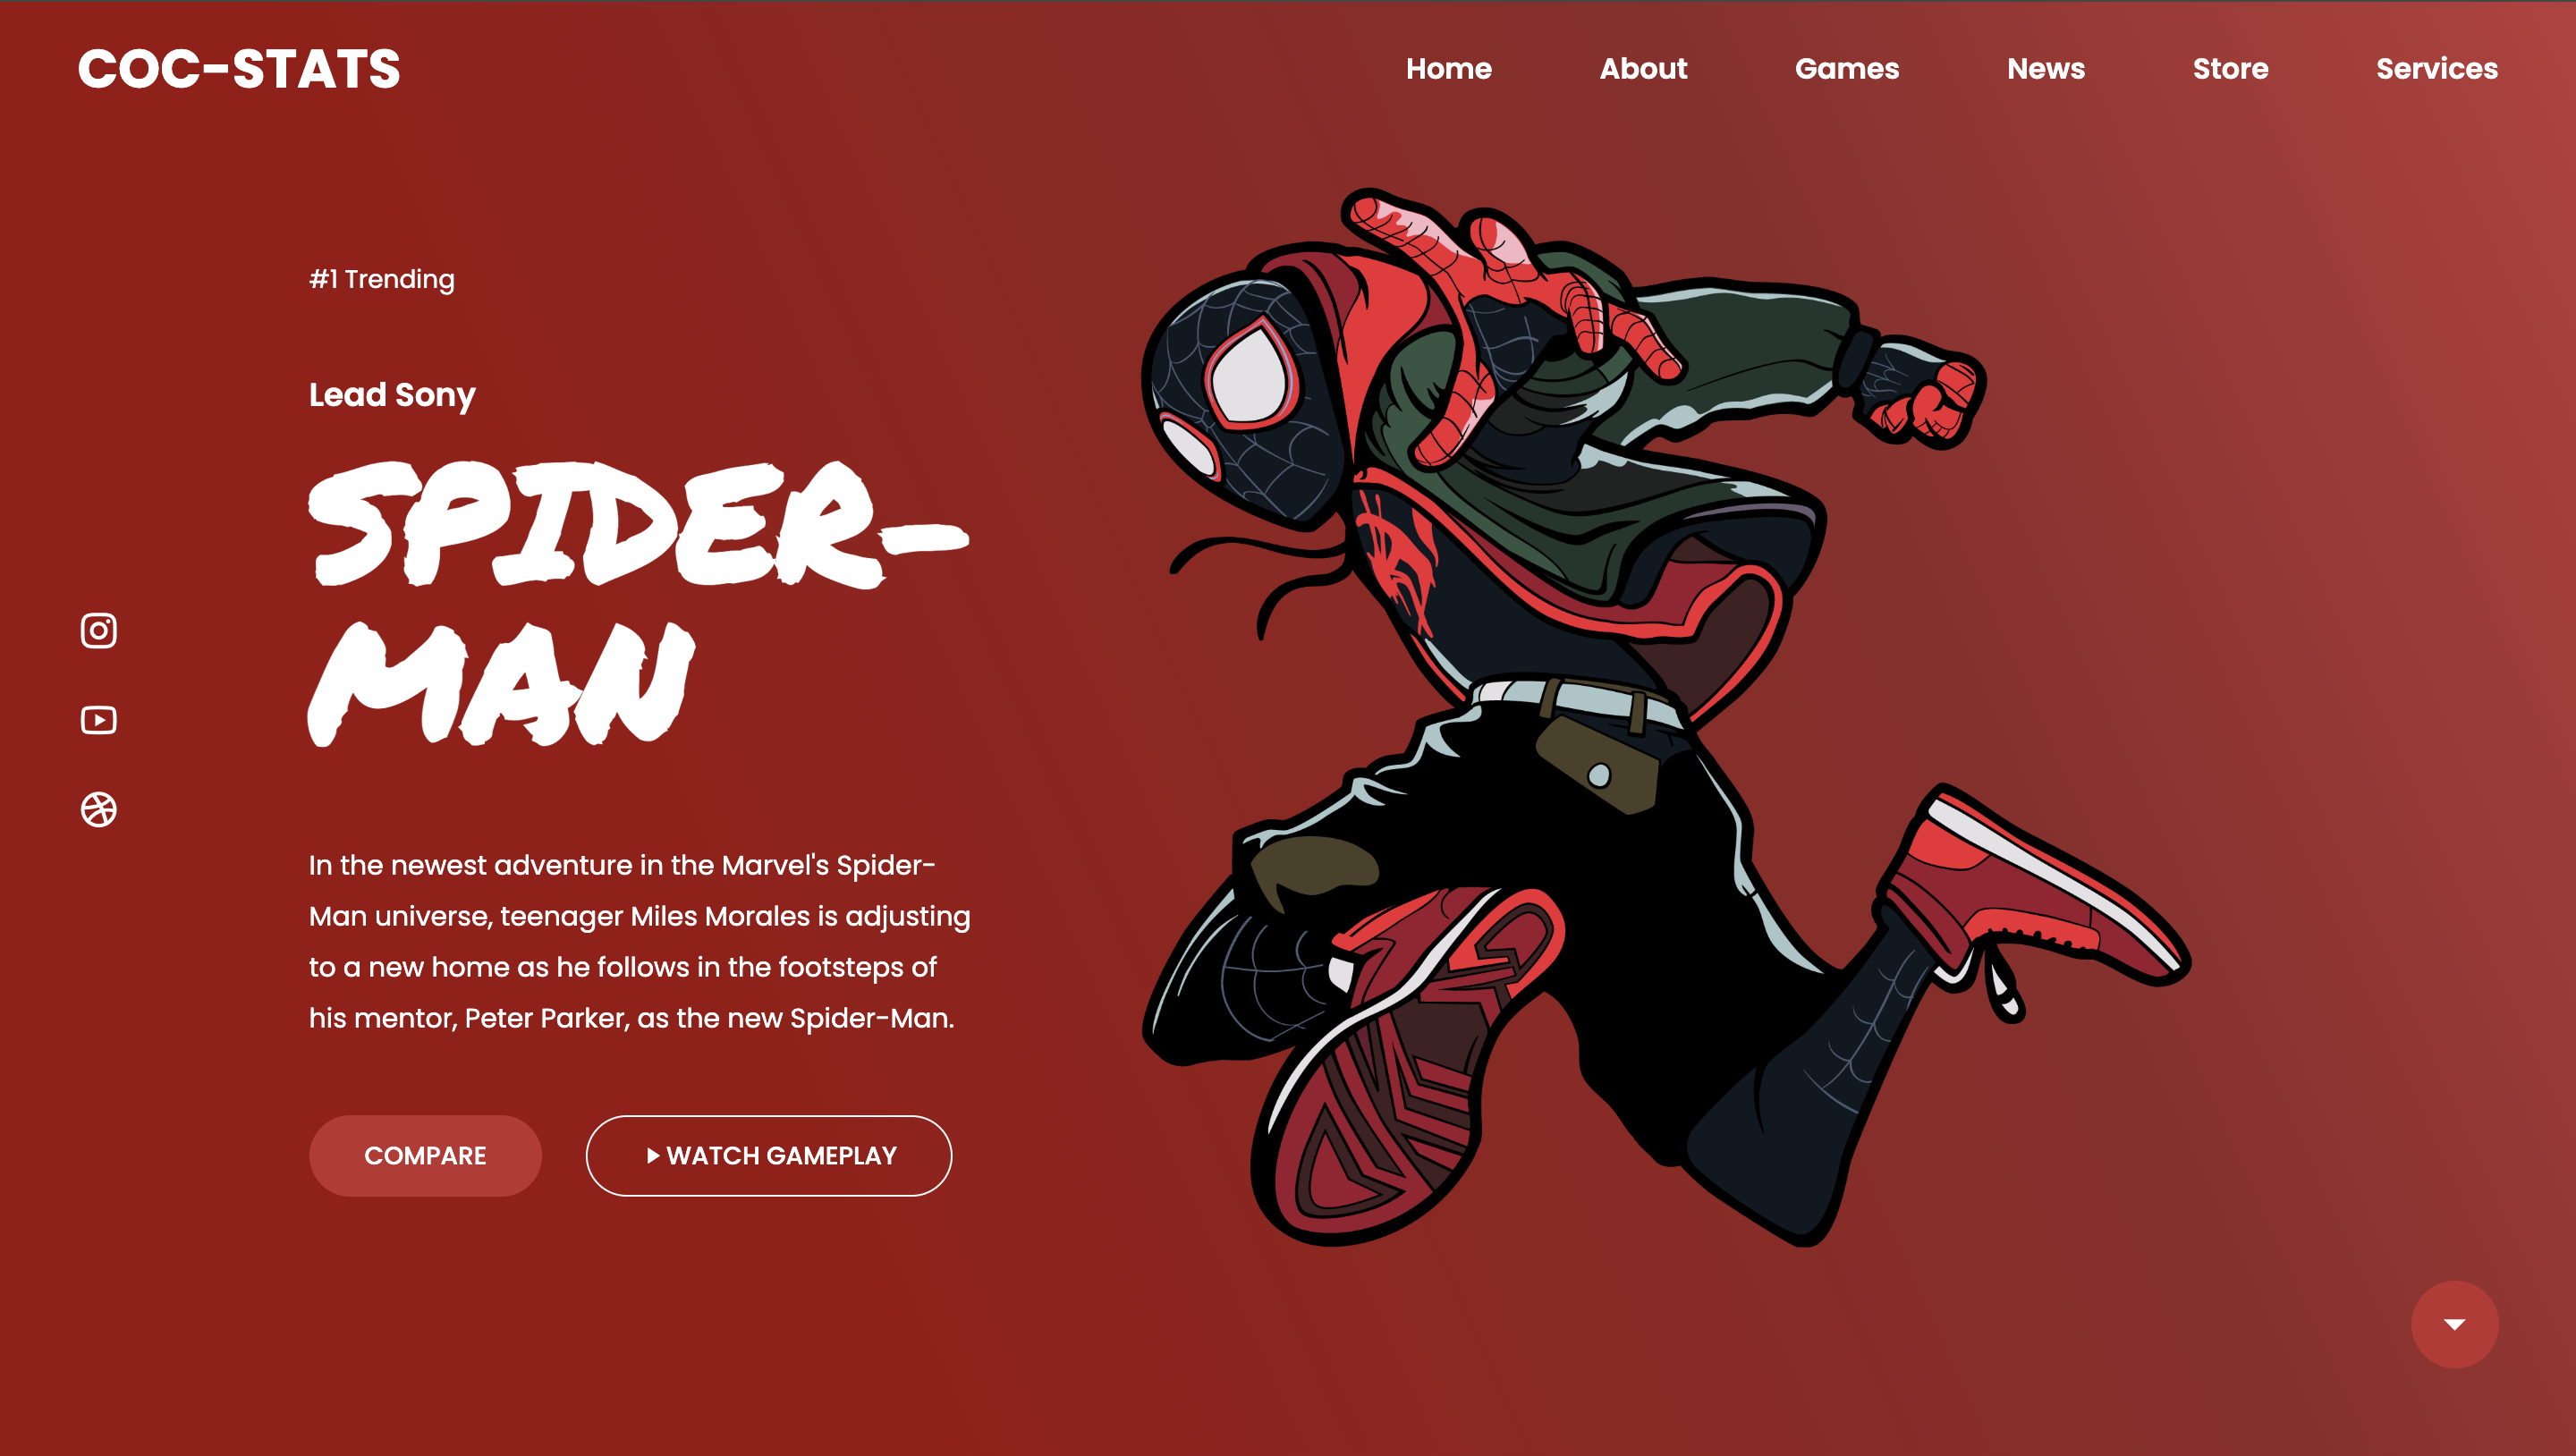 COC-STATS
Home About Games News Store Services
#1 Trending
Lead Sony
SPIDER-
MAN
In the newest adventure in the Marvel's Spider-
Man universe, teenager Miles Morales is adjusting
to a new home as he follows in the footsteps of
his mentor, Peter Parker, as the new Spider-Man.
COMPARE
WATCH GAMEPLAY